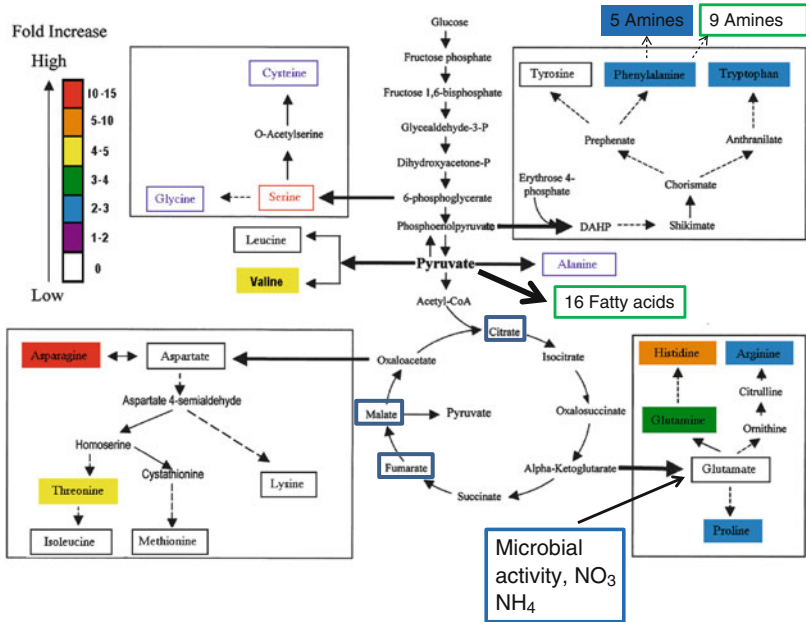 Fold Increase
High
10-15
5-10
4-5
3-4
2-3
1-2
0
Low
Cysteine
O-Acetylserine
Glycine
Serine
Leucine
Valine
Glucose
Fructose phosphate
Fructose 1,6-bisphosphate
Glycealdehyde-3-P
Dihydroxyacetone-P
6-phosphoglycerate
Phosphoenolpyruvate
Pyruvate
Alanine
Acetyl-CoA
16 Fatty acids
5 Amines
9 Amines
Tyrosine
Phenylalanine
Tryptophan
Prephenate
Anthranilate
Erythrose 4-
phosphate
Chorismate
DAHP
Shikimate
Asparagine
Aspartate
Aspartate 4-semialdehyde
Homoserine
Cystathionine
Threonine
Lysine
Isoleucine
Methionine
Citrate
Oxaloacetate
Isocitrate
Malate
Pyruvate
Oxalosuccinate
Fumarate
Alpha-Ketoglutarate
Succinate
Histidine
Arginine
Citrulline
Glutamine
Ornithine
Glutamate
Proline
Microbial
activity, NO3
NH4